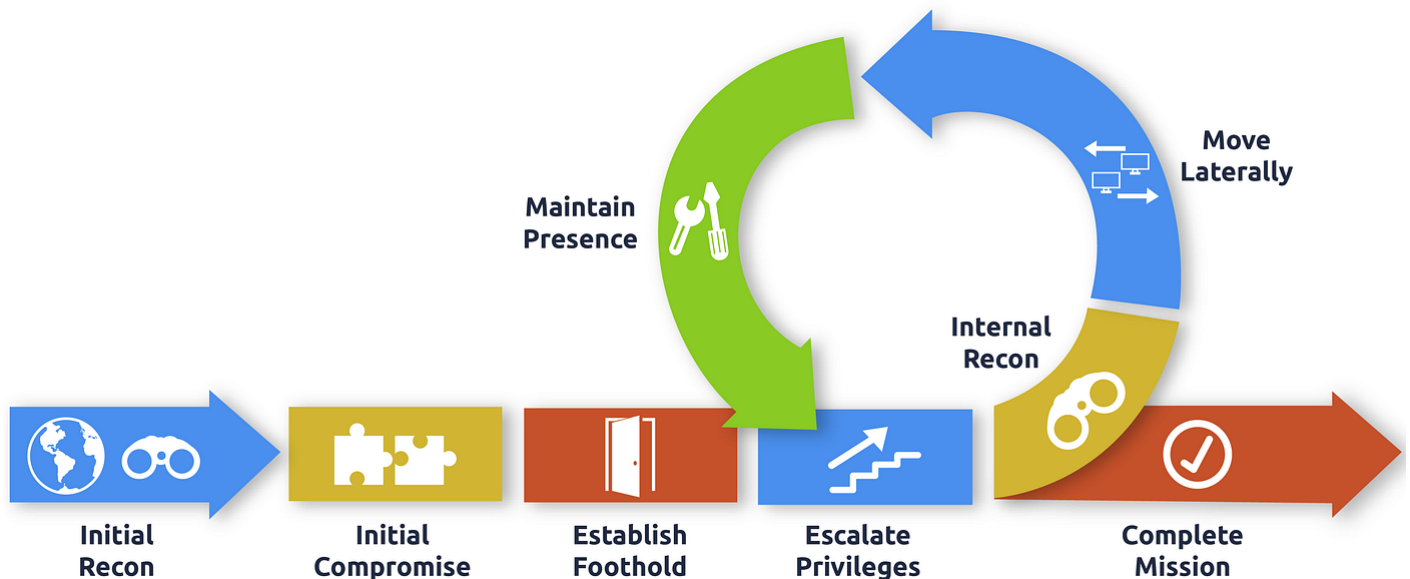 Move
Laterally
Maintain
Presence
Internal
Recon
Initial
Recon
Initial
Compromise
Establish
Foothold
Escalate
Privileges
Complete
Mission